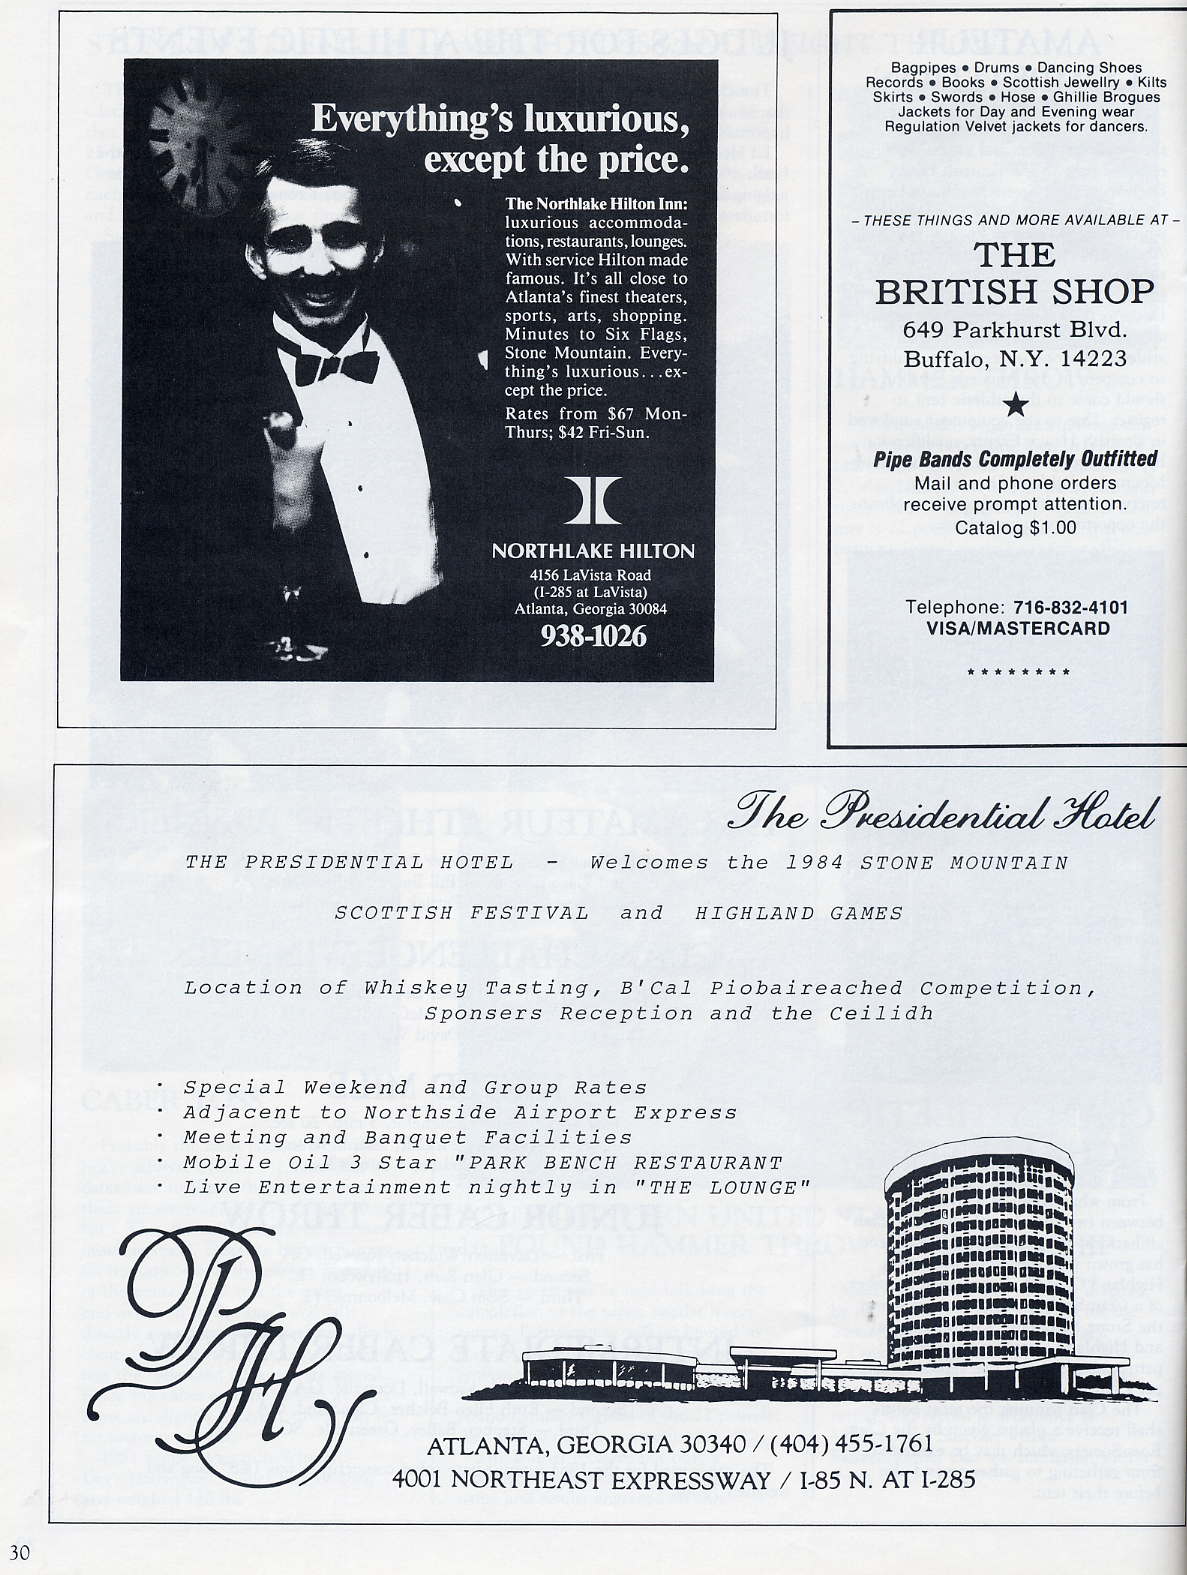 Everything's luxurious,
except the price.
The Northlake Hilton Inn:
luxurious accommoda-
tions, restaurants, lounges.
With service Hilton made
famous. It's all close to
Atlanta's finest theaters,
sports, arts, shopping.
Minutes to Six Flags,
Stone Mountain. Every-
thing's luxurious...ex-
cept the price.
Rates from $67 Mon-
Thurs; $42 Fri-Sun.
NORTHLAKE HILTON
4156 LaVista Road
(I-285 at LaVista)
Atlanta, Georgia 30084
938-1026
Bagpipes • Drums • Dancing Shoes
Records • Books • Scottish Jewellry • Kilts
Skirts • Swords • Hose • Ghillie Brogues
Jackets for Day and Evening wear
Regulation Velvet jackets for dancers.
– THESE THINGS AND MORE AVAILABLE AT –
THE
BRITISH SHOP
649 Parkhurst Blvd.
Buffalo, N.Y. 14223
★
Pipe Bands Completely Outfitted
Mail and phone orders
receive prompt attention.
Catalog $1.00
Telephone: 716-832-4101
VISA/MASTERCARD
* * * * * * * *
The Presidential Hotel
THE PRESIDENTIAL HOTEL - Welcomes the 1984 STONE MOUNTAIN
SCOTTISH FESTIVAL and HIGHLAND GAMES
Location of Whiskey Tasting, B'Cal Piobaireached Competition,
Sponsers Reception and the Ceilidh
· Special Weekend and Group Rates
· Adjacent to Northside Airport Express
· Meeting and Banquet Facilities
· Mobile Oil 3 Star "PARK BENCH RESTAURANT
· Live Entertainment nightly in "THE LOUNGE"
PH
ATLANTA, GEORGIA 30340 / (404) 455-1761
4001 NORTHEAST EXPRESSWAY / I-85 N. AT I-285
30